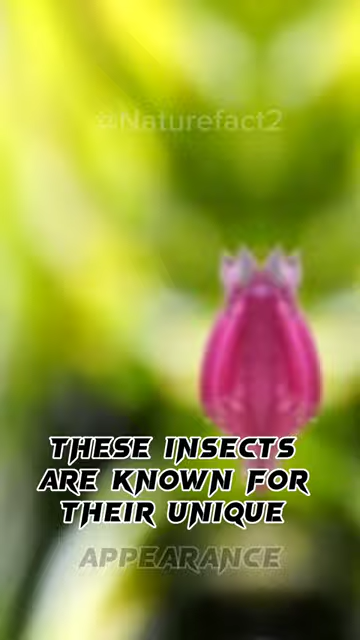 @Naturefact2
THESE INSECTS
ARE KNOWN FOR
THEIR UNIQUE
APPEARANCE